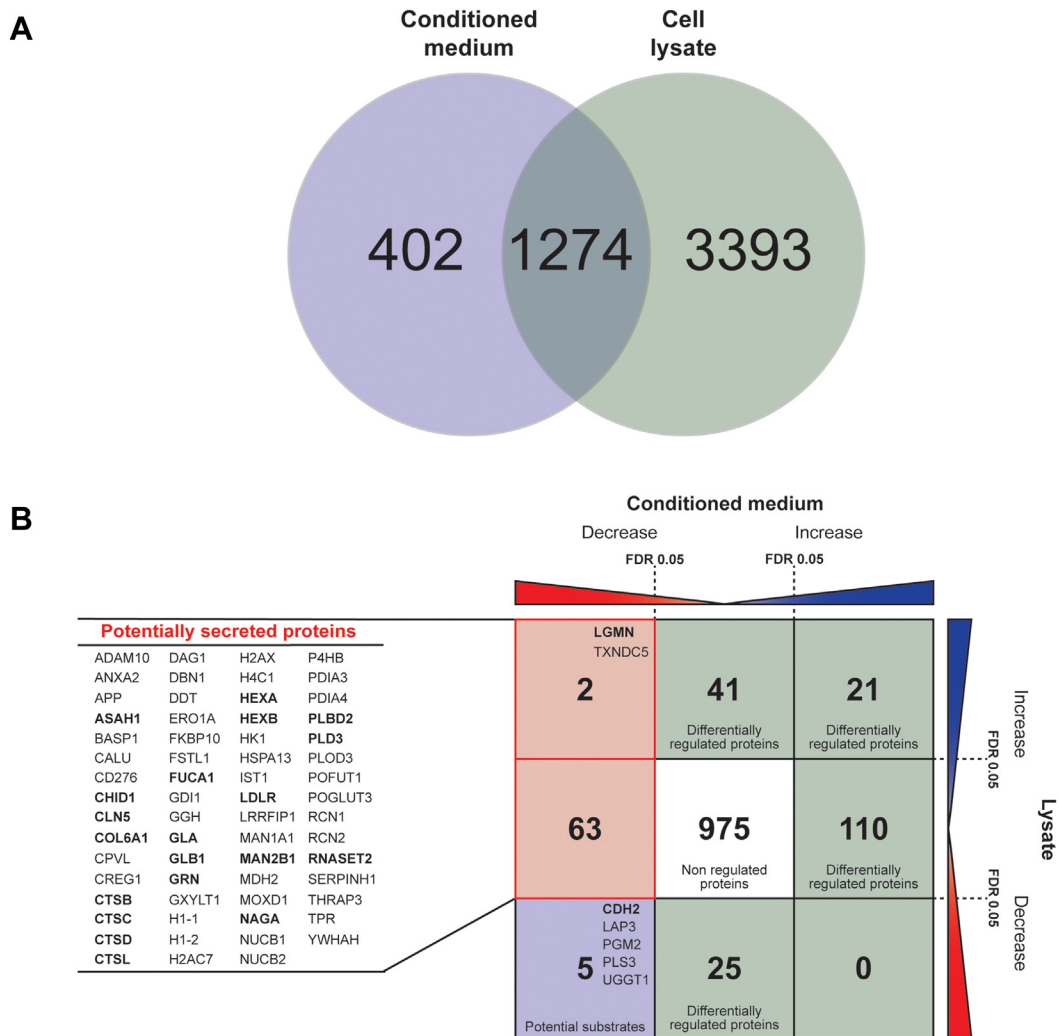 A
Conditioned
medium
Cell
lysate
402
1274
3393
B
Conditioned medium
Decrease
Increase
FDR 0.05
FDR 0.05
Potentially secreted proteins
ADAM10 DAG1 H2AX P4HB
ANXA2 DBN1 H4C1 PDIA3
APP DDT HEXA PDIA4
ASAH1 ERO1A HEXB PLBD2
BASP1 FKBP10 HK1 PLD3
CALU FSTL1 HSPA13 PLOD3
CD276 FUCA1 IST1 POFUT1
CHID1 GDI1 LDLR POGLUT3
CLN5 GGH LRRFIP1 RCN1
COL6A1 GLA MAN1A1 RCN2
CPVL GLB1 MAN2B1 RNASET2
CREG1 GRN MDH2 SERPINH1
CTSB GXYLT1 MOXD1 THRAP3
CTSC H1-1 NAGA TPR
CTSD H1-2 NUCB1 YWHAH
CTSL H2AC7 NUCB2
LGMN
TXNDC5
2
41
Differentially
regulated proteins
21
Differentially
regulated proteins
63
975
Non regulated
proteins
110
Differentially
regulated proteins
CDH2
LAP3
PGM2
PLS3
UGGT1
5
Potential substrates
25
Differentially
regulated proteins
0
Increase
FDR 0.05
Lysate
FDR 0.05
Decrease